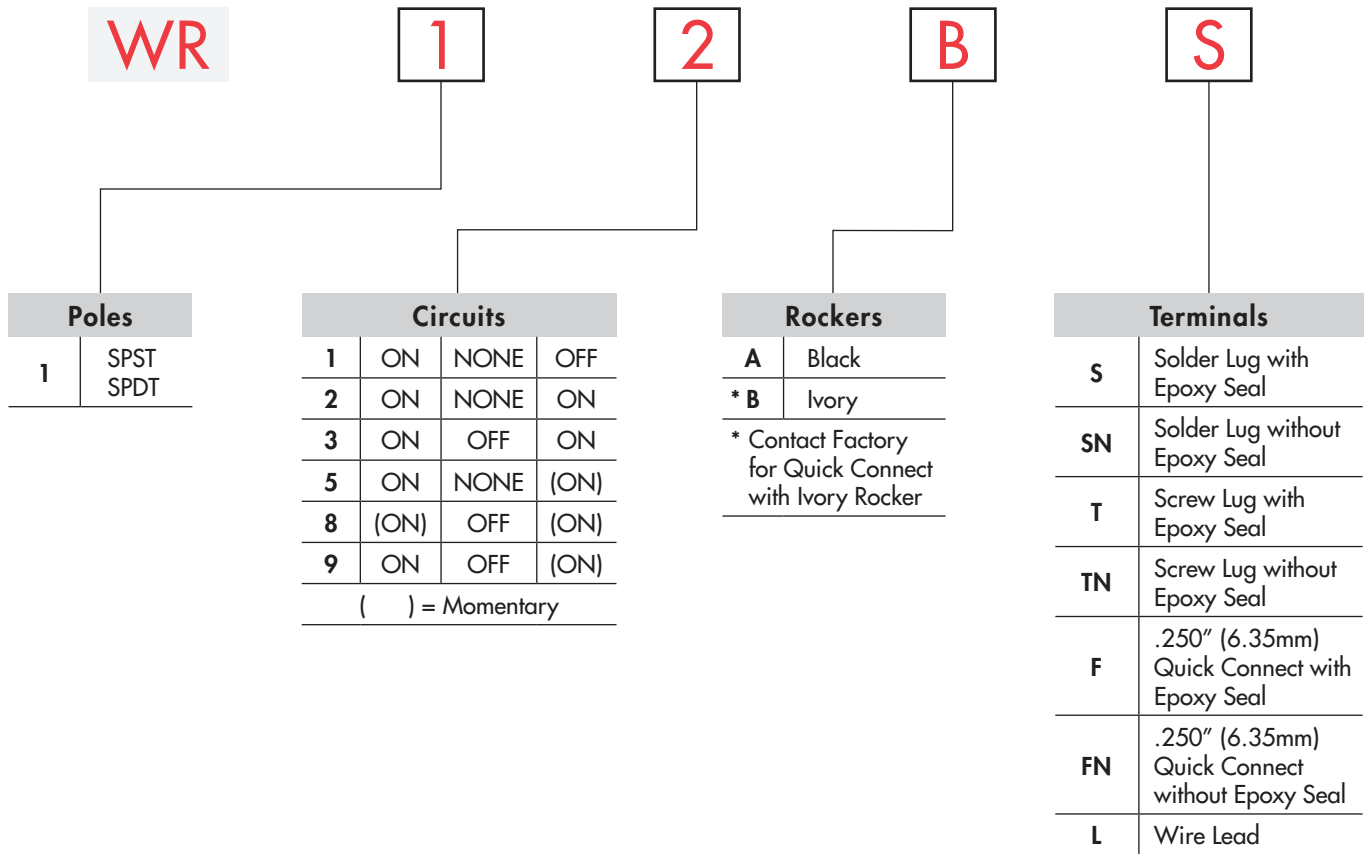 WR 1 2 B S
Poles
1 SPST
SPDT
Circuits
1 ON NONE OFF
2 ON NONE ON
3 ON OFF ON
5 ON NONE (ON)
8 (ON) OFF (ON)
9 ON OFF (ON)
( ) = Momentary
Rockers
A Black
* B Ivory
* Contact Factory
for Quick Connect
with Ivory Rocker
Terminals
S Solder Lug with
Epoxy Seal
SN Solder Lug without
Epoxy Seal
T Screw Lug with
Epoxy Seal
TN Screw Lug without
Epoxy Seal
F .250″ (6.35mm)
Quick Connect with
Epoxy Seal
FN .250″ (6.35mm)
Quick Connect
without Epoxy Seal
L Wire Lead